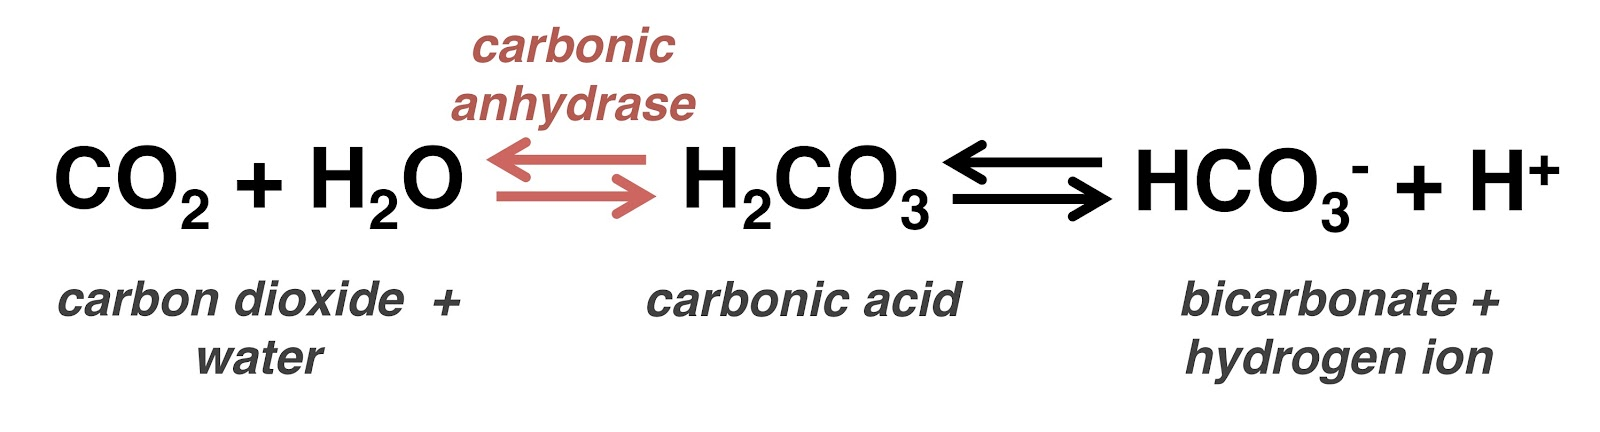 carbonic
anhydrase
CO₂ + H₂O ⇄ H₂CO₃ ⇄ HCO₃⁻ + H⁺
carbon dioxide + carbonic acid bicarbonate +
water hydrogen ion